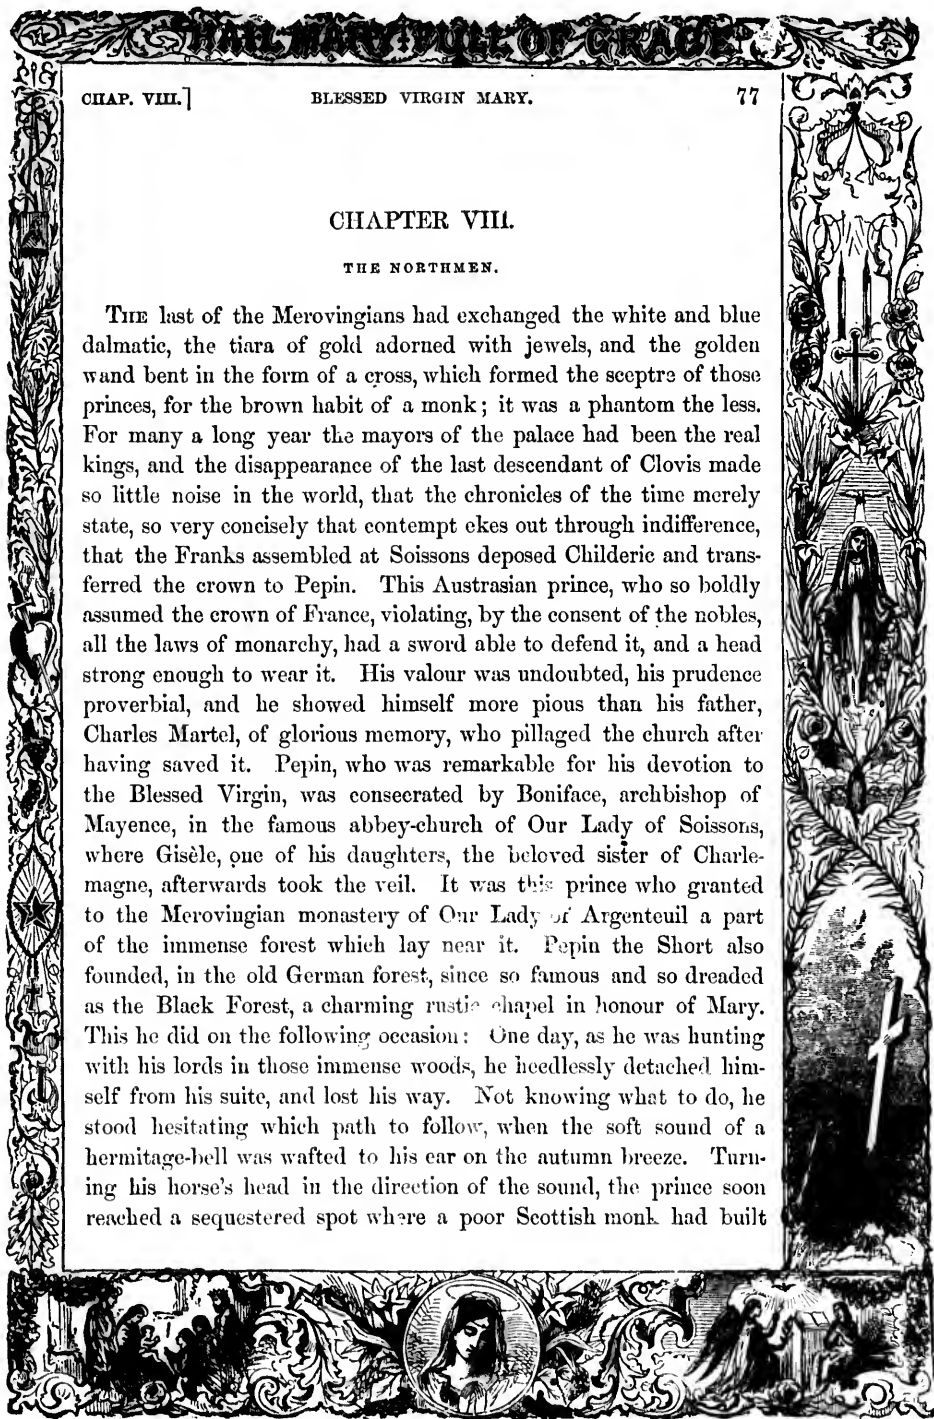 HAIL MARY! FULL OF GRACE
CHAP. VIII.] BLESSED VIRGIN MARY. 77
CHAPTER VIII.
THE NORTHMEN.
THE last of the Merovingians had exchanged the white and blue
dalmatic, the tiara of gold adorned with jewels, and the golden
wand bent in the form of a cross, which formed the sceptre of those
princes, for the brown habit of a monk; it was a phantom the less.
For many a long year the mayors of the palace had been the real
kings, and the disappearance of the last descendant of Clovis made
so little noise in the world, that the chronicles of the time merely
state, so very concisely that contempt ekes out through indifference,
that the Franks assembled at Soissons deposed Childeric and trans-
ferred the crown to Pepin. This Austrasian prince, who so boldly
assumed the crown of France, violating, by the consent of the nobles,
all the laws of monarchy, had a sword able to defend it, and a head
strong enough to wear it. His valour was undoubted, his prudence
proverbial, and he showed himself more pious than his father,
Charles Martel, of glorious memory, who pillaged the church after
having saved it. Pepin, who was remarkable for his devotion to
the Blessed Virgin, was consecrated by Boniface, archbishop of
Mayence, in the famous abbey-church of Our Lady of Soissons,
where Gisèle, one of his daughters, the beloved sister of Charle-
magne, afterwards took the veil. It was this prince who granted
to the Merovingian monastery of Our Lady of Argenteuil a part
of the immense forest which lay near it. Pepin the Short also
founded, in the old German forest, since so famous and so dreaded
as the Black Forest, a charming rustic chapel in honour of Mary.
This he did on the following occasion: One day, as he was hunting
with his lords in those immense woods, he heedlessly detached him-
self from his suite, and lost his way. Not knowing what to do, he
stood hesitating which path to follow, when the soft sound of a
hermitage-bell was wafted to his ear on the autumn breeze. Turn-
ing his horse's head in the direction of the sound, the prince soon
reached a sequestered spot where a poor Scottish monk had built